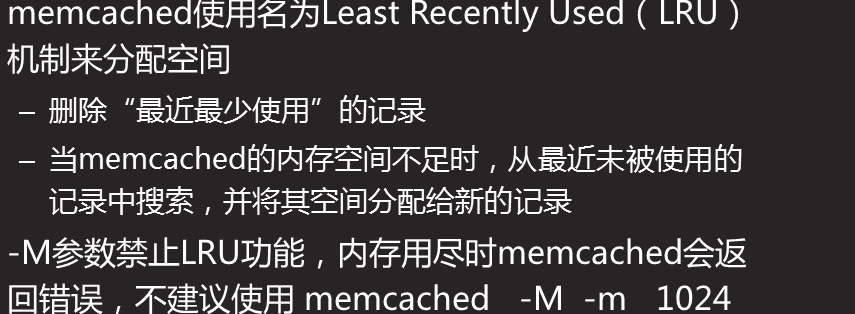 memcached使用名为Least Recently Used（LRU）
机制来分配空间
– 删除“最近最少使用”的记录
– 当memcached的内存空间不足时，从最近未被使用的
记录中搜索，并将其空间分配给新的记录
-M参数禁止LRU功能，内存用尽时memcached会返
回错误，不建议使用 memcached -M -m 1024